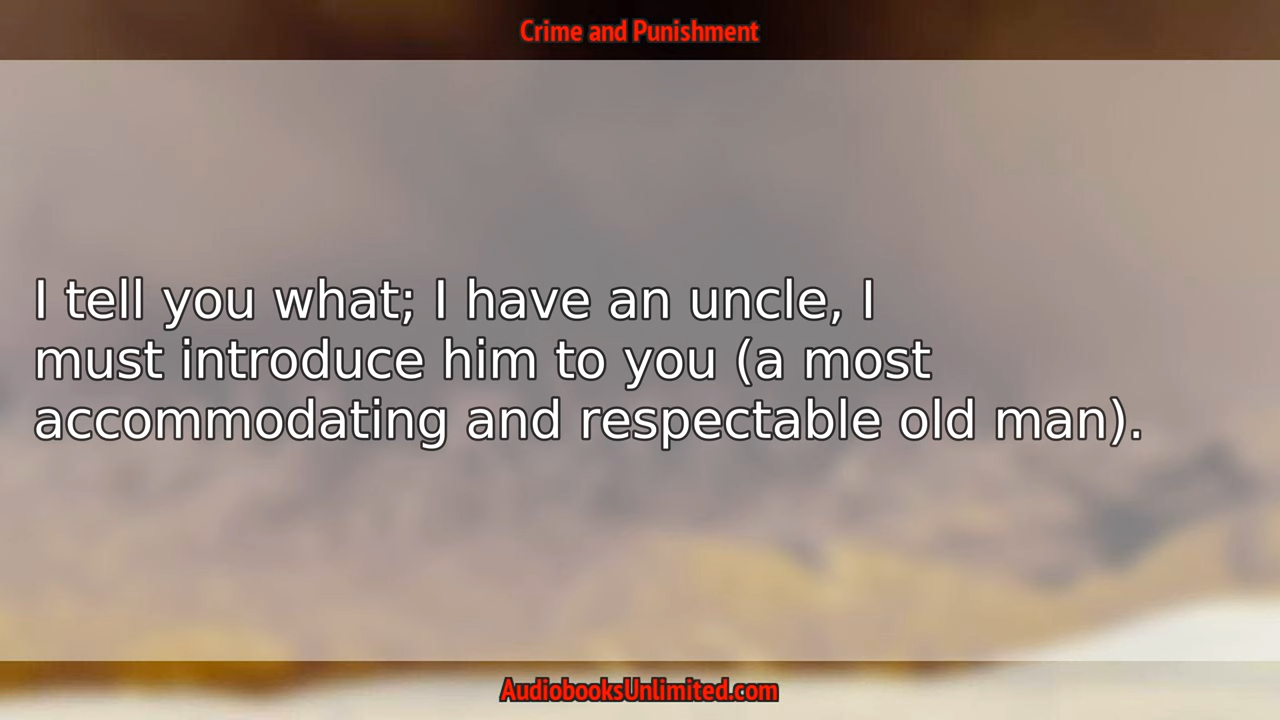 Crime and Punishment
I tell you what; I have an uncle, I
must introduce him to you (a most
accommodating and respectable old man).
AudiobooksUnlimited.com